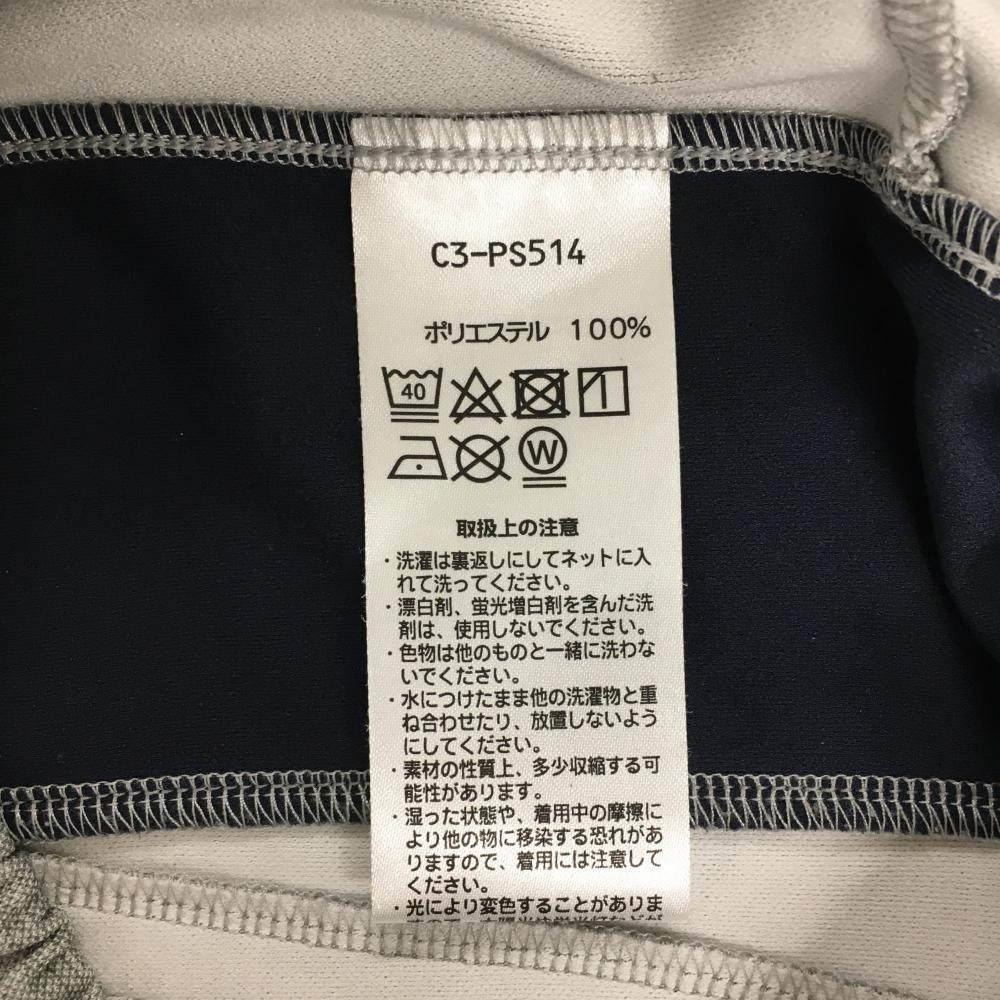 C3-PS514
ポリエステル 100%
40
W
取扱上の注意
・洗濯は裏返しにしてネットに入
れて洗ってください。
・漂白剤、蛍光増白剤を含んだ洗
剤は、使用しないでください。
・色物は他のものと一緒に洗わな
いでください。
・水につけたまま他の洗濯物と重
ね合わせたり、放置しないよう
にしてください。
・素材の性質上、多少収縮する可
能性があります。
・湿った状態や、着用中の摩擦に
より他の物に移染する恐れがあ
りますので、着用には注意して
ください。
・光により変色することがありま